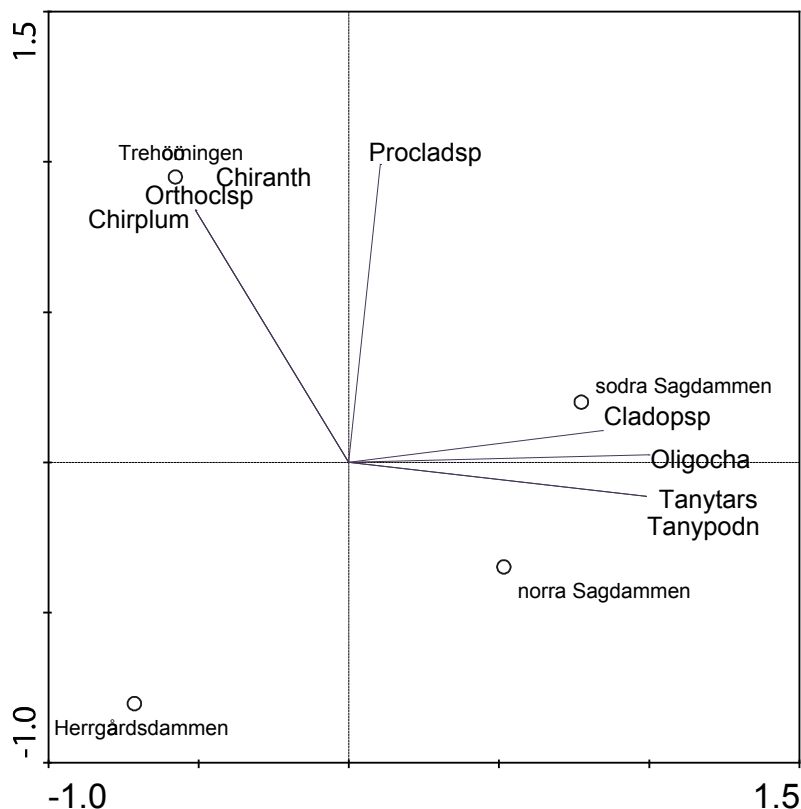 1.5
Trehörningen
Procladsp
Chiranth
Orthoclsp
Chirplum
sodra Sagdammen
Cladopsp
Oligocha
Tanytars
Tanypodn
norra Sagdammen
Herrgårdsdammen
-1.0
-1.0
1.5